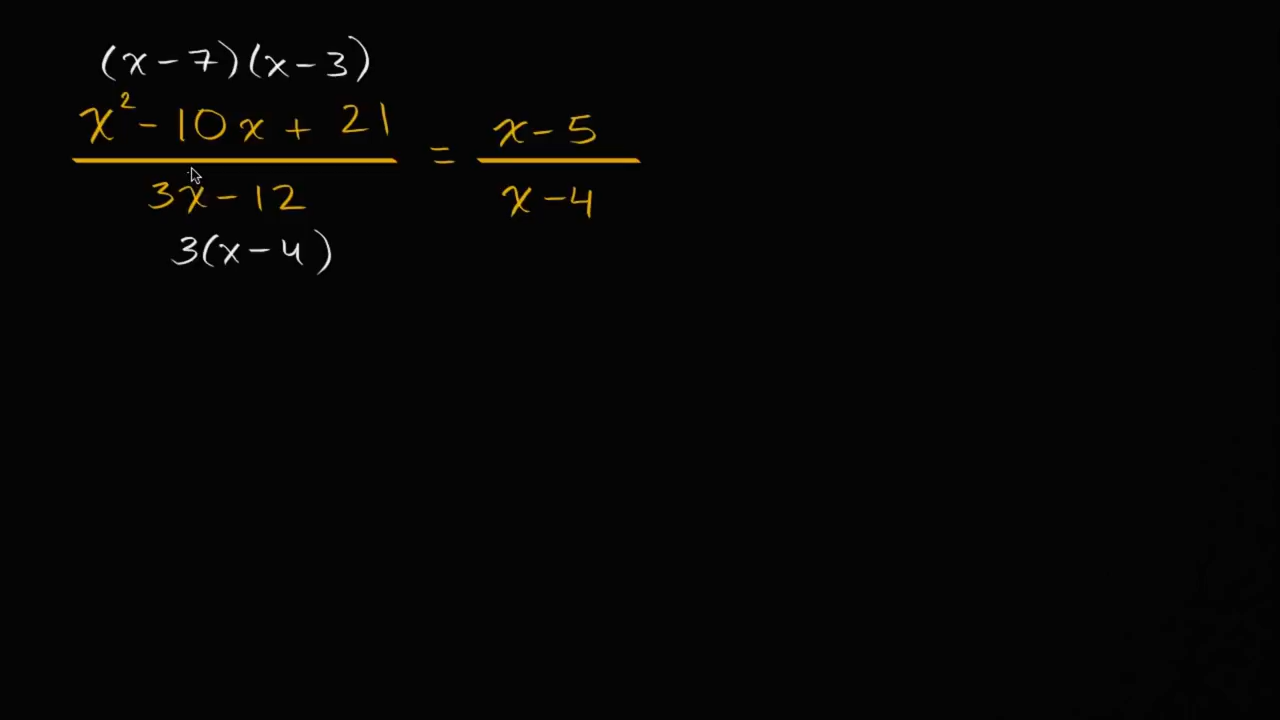 (x-7)(x-3)
x² - 10x + 21 = x-5
3x-12 x-4
3(x-4)